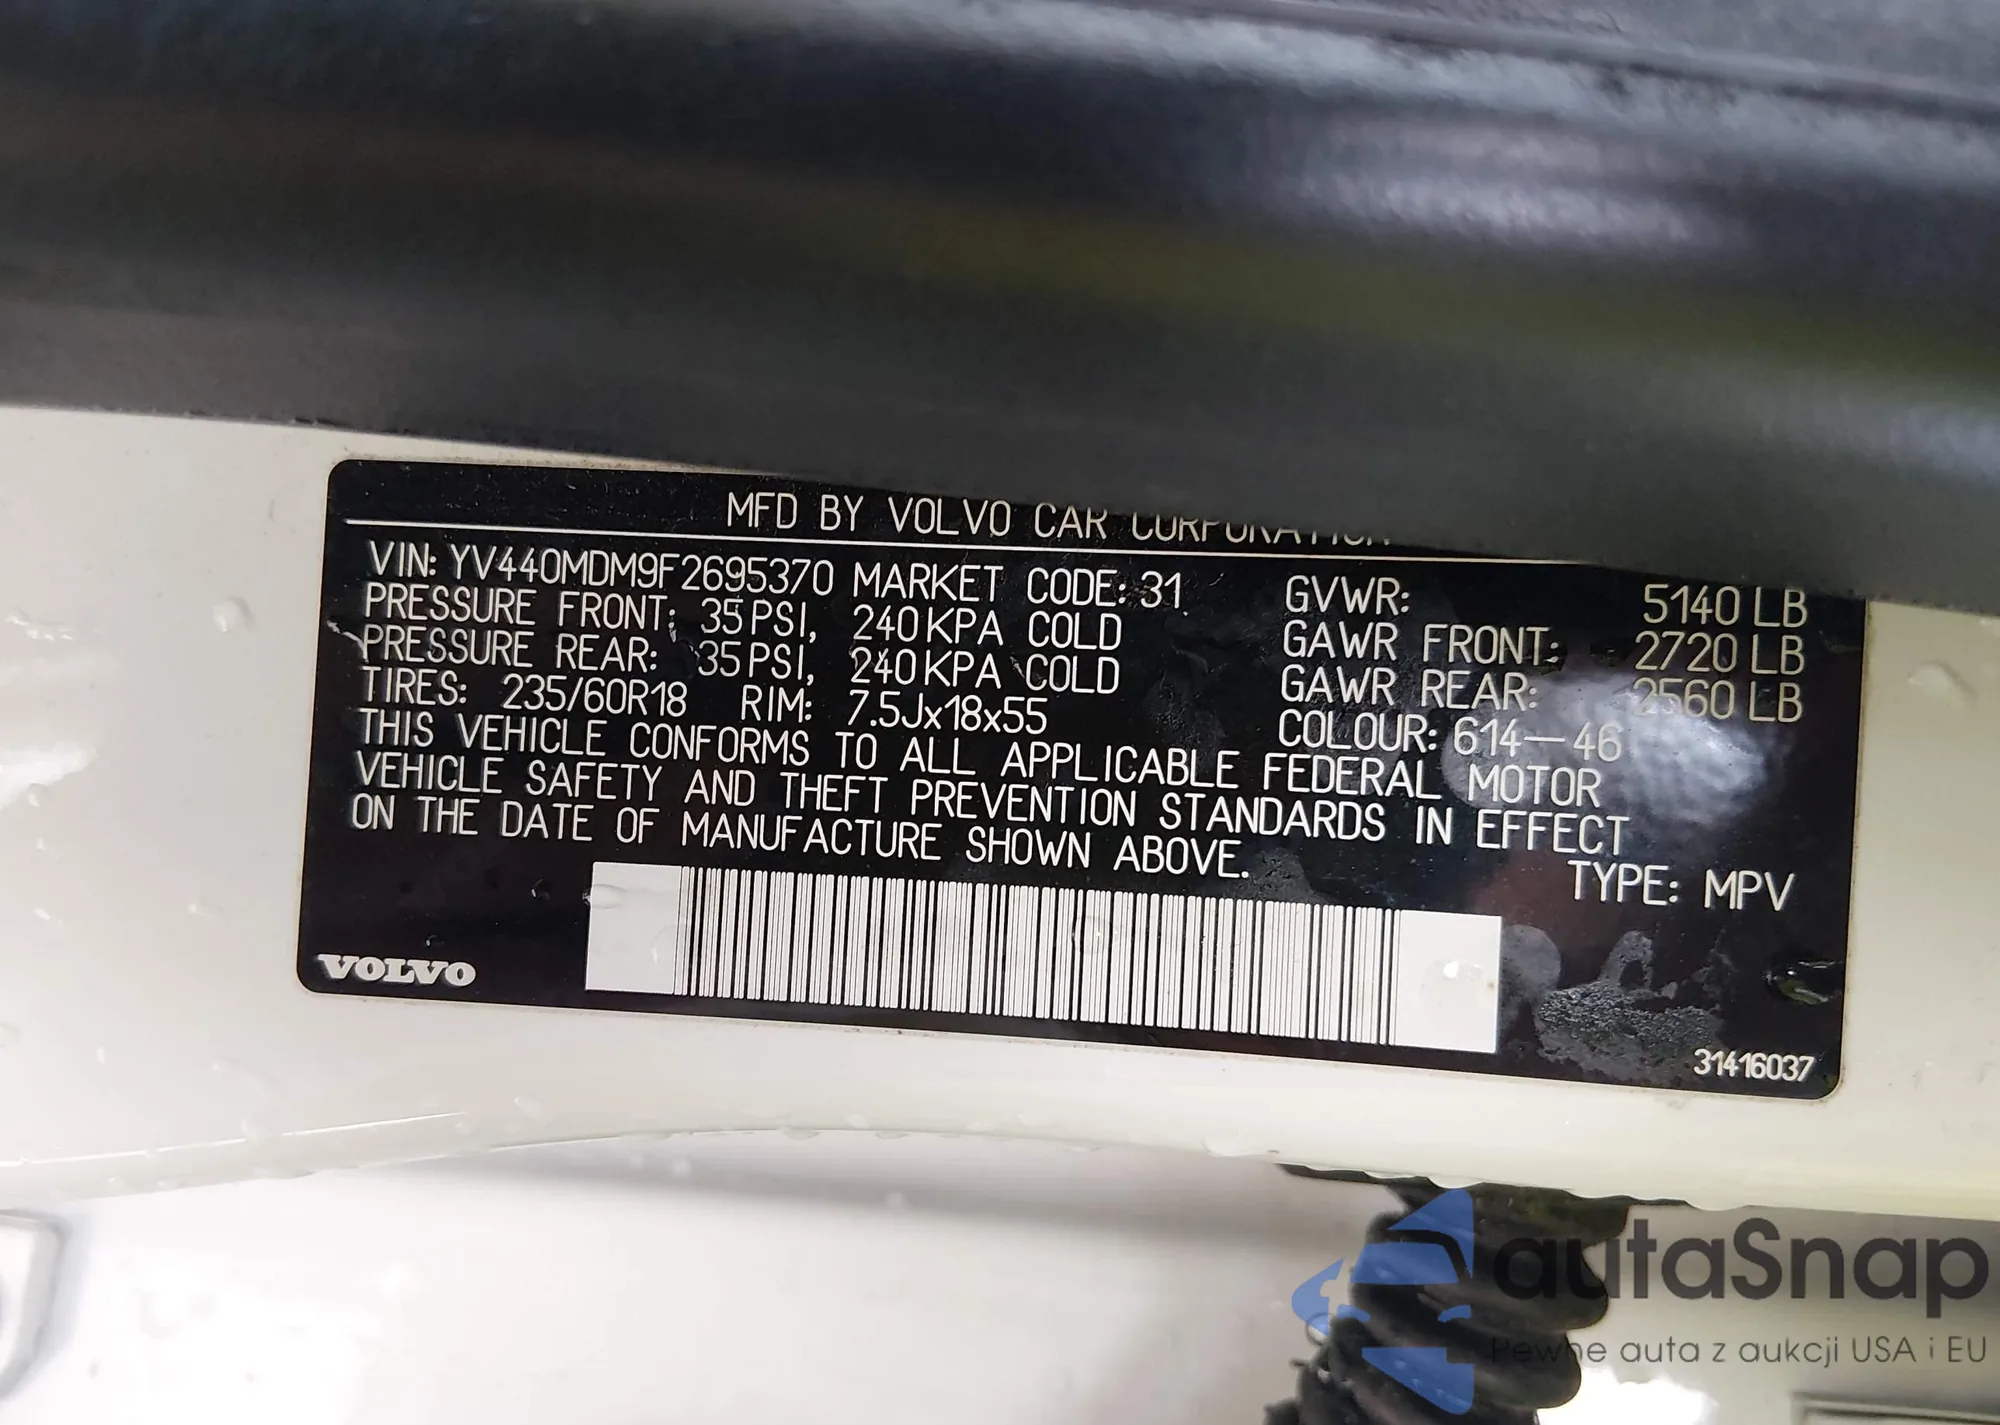 MFD BY VOLVO CAR CORPORATION
VIN: YV440MDM9F2695370 MARKET CODE: 31 GVWR: 5140 LB
PRESSURE FRONT: 35 PSI, 240 KPA COLD GAWR FRONT: 2720 LB
PRESSURE REAR: 35 PSI, 240 KPA COLD GAWR REAR: 2560 LB
TIRES: 235/60R18 RIM: 7.5Jx18x55 COLOUR: 614-46
THIS VEHICLE CONFORMS TO ALL APPLICABLE FEDERAL MOTOR
VEHICLE SAFETY AND THEFT PREVENTION STANDARDS IN EFFECT
ON THE DATE OF MANUFACTURE SHOWN ABOVE. TYPE: MPV
VOLVO
31416037
autaSnap
Pewne auta z aukcji USA i EU